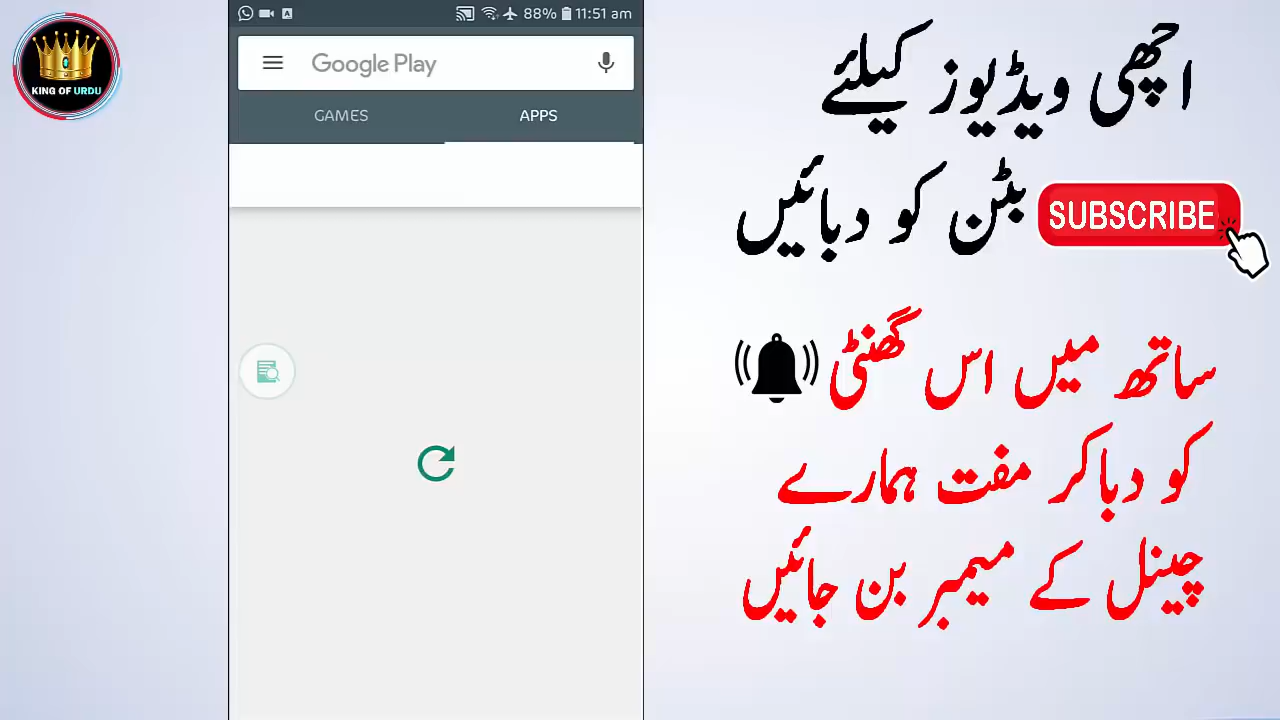 KING OF URDU
88% 11:51 am
Google Play
GAMES APPS
اچھی ویڈیوز کیلئے
SUBSCRIBE بٹن کو دبائیں
ساتھ میں اس گھنٹی
کو دباکر مفت ہمارے
چینل کے میمبر بن جائیں